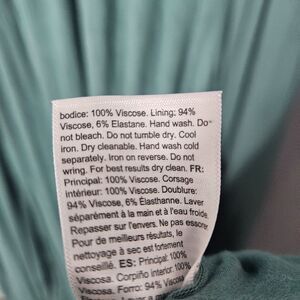 bodice: 100% Viscose. Lining: 94%
Viscose, 6% Elastane. Hand wash. Do
not bleach. Do not tumble dry. Cool
iron. Dry cleanable. Hand wash cold
separately. Iron on reverse. Do not
wring. For best results dry clean. FR:
Principal: 100% Viscose. Corsage
intérieur: 100% Viscose. Doublure:
94% Viscose, 6% Élasthanne. Laver
séparément à la main et à l'eau froide.
Repasser sur l'envers. Ne pas essorer.
Pour de meilleurs résultats, le
nettoyage à sec est fortement
conseillé. ES: Principal: 100%
Viscosa. Corpiño interior: 100%
Viscosa. Forro: 94%